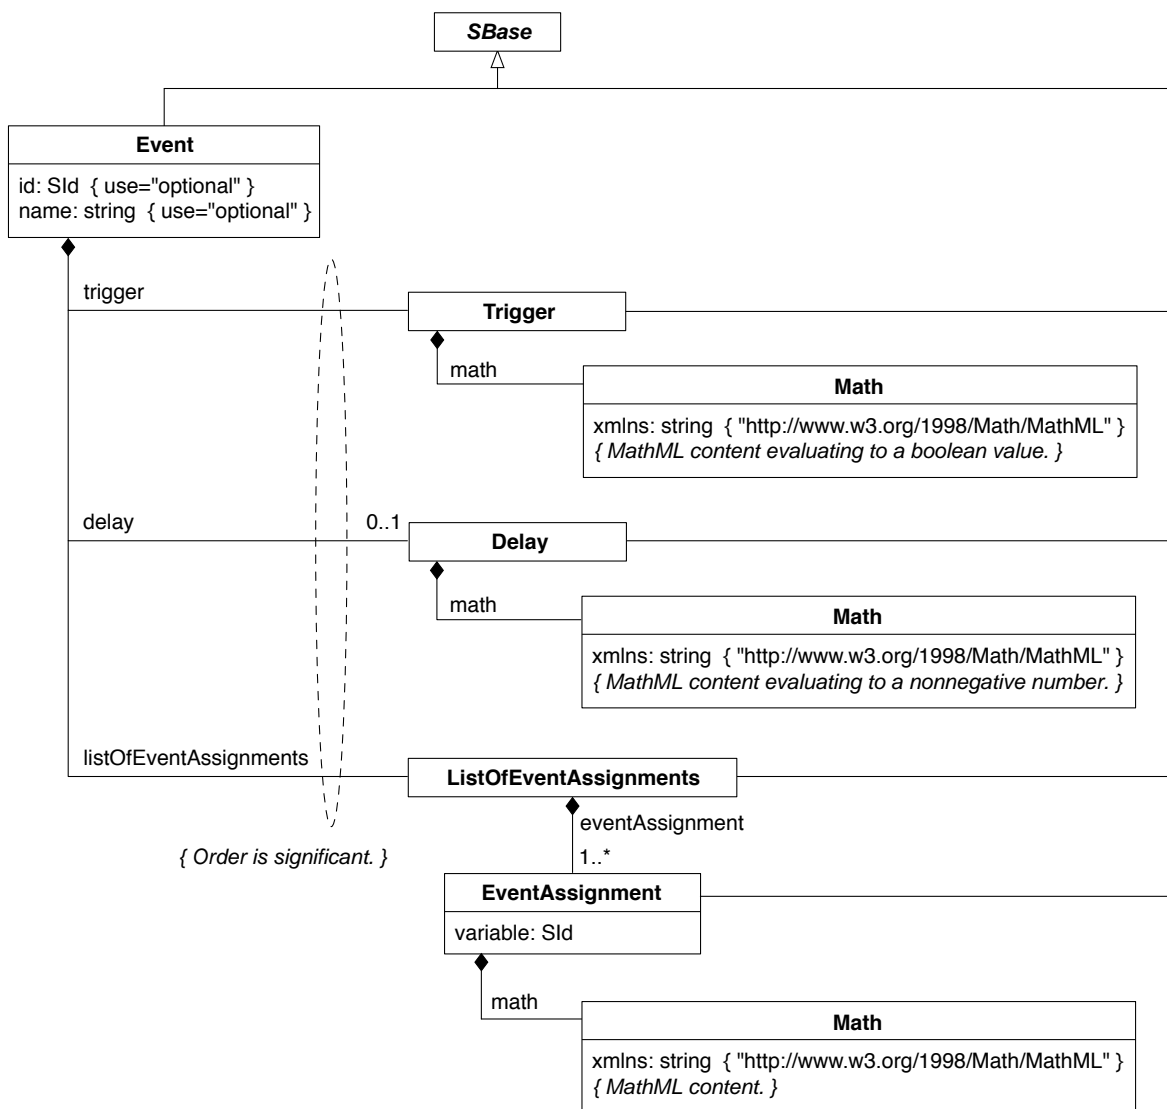 SBase
Event
id: SId { use="optional" }
name: string { use="optional" }
trigger
Trigger
math
Math
xmlns: string { "http://www.w3.org/1998/Math/MathML" }
{ MathML content evaluating to a boolean value. }
delay
0..1
Delay
math
Math
xmlns: string { "http://www.w3.org/1998/Math/MathML" }
{ MathML content evaluating to a nonnegative number. }
listOfEventAssignments
ListOfEventAssignments
eventAssignment
{ Order is significant. }
1..*
EventAssignment
variable: SId
math
Math
xmlns: string { "http://www.w3.org/1998/Math/MathML" }
{ MathML content. }